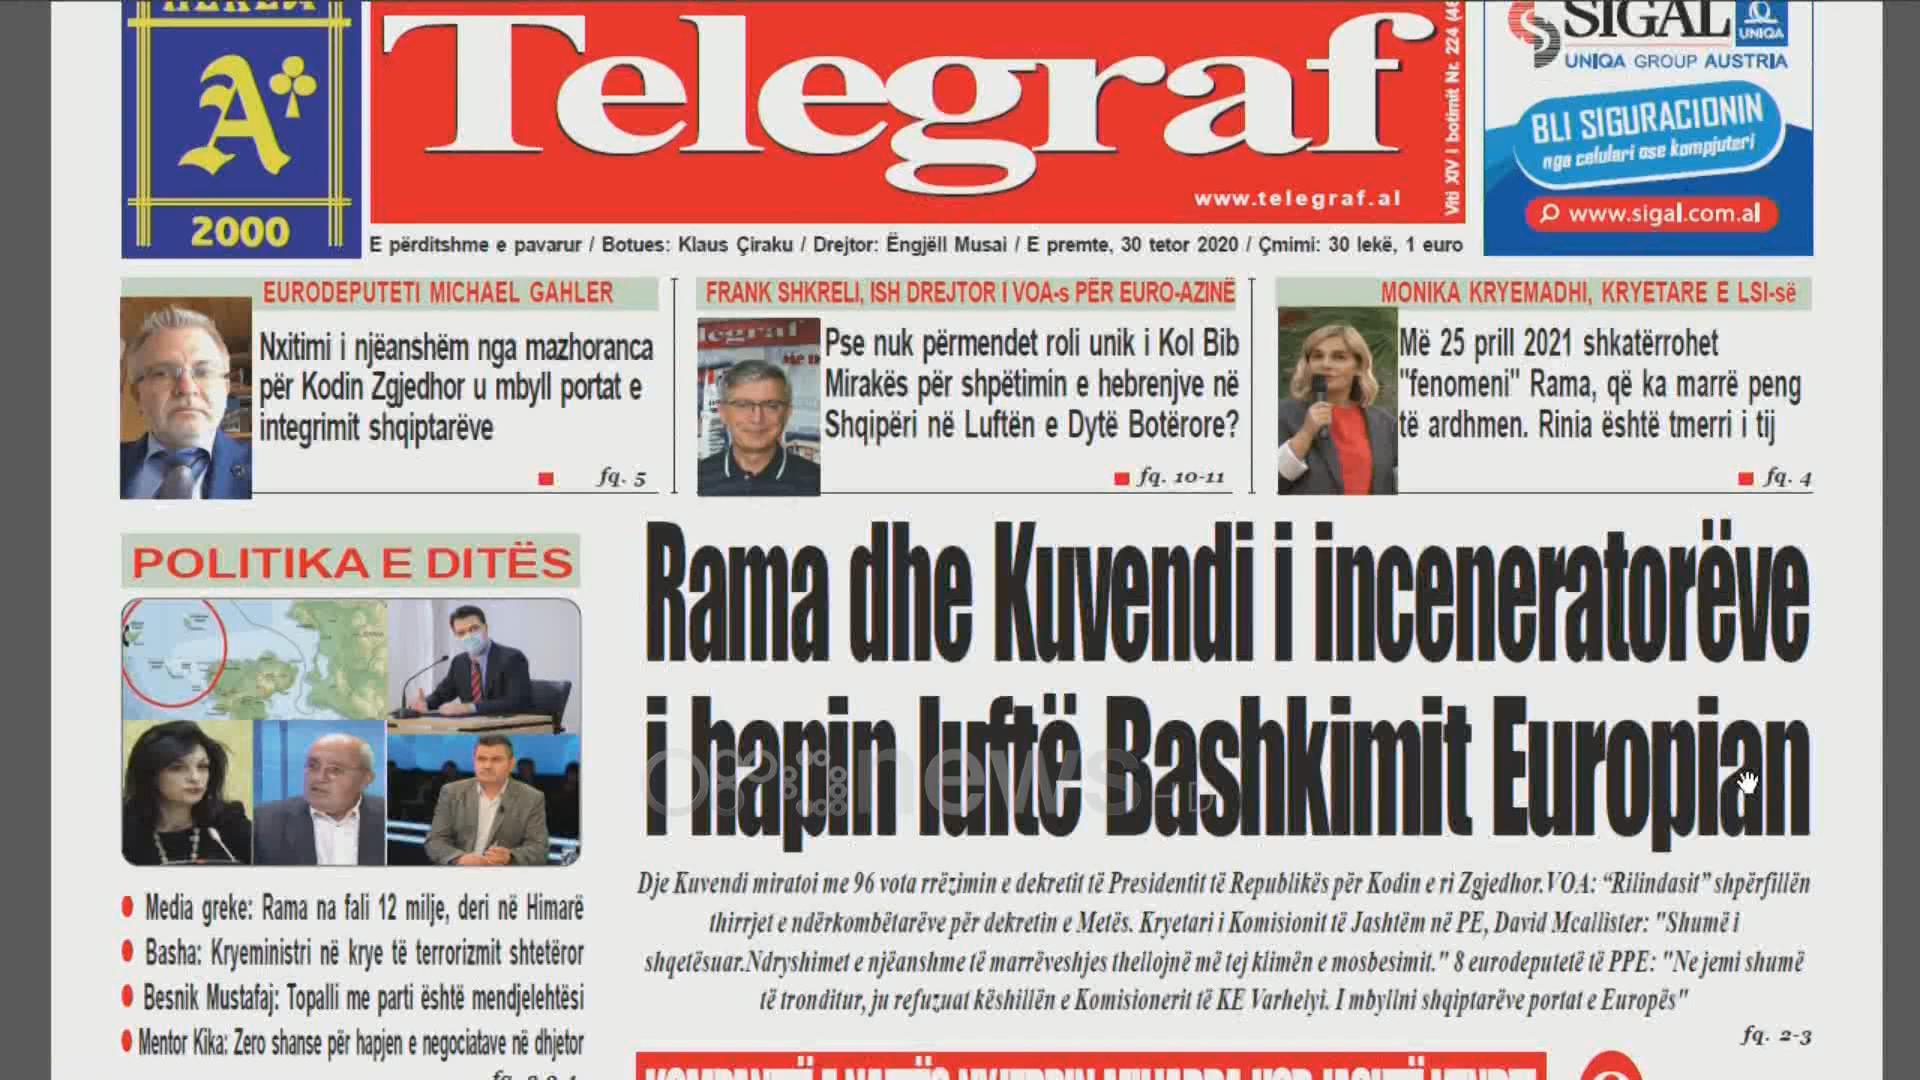 A
2000
Telegraf
www.telegraf.al
Viti XIV i botimit Nr. 224
SIGAL
UNIQA
UNIQA GROUP AUSTRIA
BLI SIGURACIONIN
nga celulari ose kompjuteri
www.sigal.com.al
E përditshme e pavarur / Botues: Klaus Çiraku / Drejtor: Ëngjëll Musai / E premte, 30 tetor 2020 / Çmimi: 30 lekë, 1 euro
EURODEPUTETI MICHAEL GAHLER
Nxitimi i njëanshëm nga mazhoranca
për Kodin Zgjedhor u mbyll portat e
integrimit shqiptarëve
fq. 5
FRANK SHKRELI, ISH DREJTOR I VOA-s PËR EURO-AZINË
Pse nuk përmendet roli unik i Kol Bib
Mirakës për shpëtimin e hebrenjve në
Shqipëri në Luftën e Dytë Botërore?
fq. 10-11
MONIKA KRYEMADHI, KRYETARE E LSI-së
Më 25 prill 2021 shkatërrohet
"fenomeni" Rama, që ka marrë peng
të ardhmen. Rinia është tmerri i tij
fq. 4
POLITIKA E DITËS
Media greke: Rama na fali 12 milje, deri në Himarë
Basha: Kryeministri në krye të terrorizmit shtetëror
Besnik Mustafaj: Topalli me parti është mendjelehtësi
Mentor Kika: Zero shanse për hapjen e negociatave në dhjetor
Rama dhe Kuvendi i inceneratorëve
i hapin luftë Bashkimit Europian
news
Dje Kuvendi miratoi me 96 vota rrëzimin e dekretit të Presidentit të Republikës për Kodin e ri Zgjedhor.VOA: “Rilindasit” shpërfillën
thirrjet e ndërkombëtarëve për dekretin e Metës. Kryetari i Komisionit të Jashtëm në PE, David Mcallister: "Shumë i
shqetësuar.Ndryshimet e njëanshme të marrëveshjes thellojnë më tej klimën e mosbesimit." 8 eurodeputetë të PPE: "Ne jemi shumë
të tronditur, ju refuzuat këshillën e Komisionerit të KE Varhelyi. I mbyllni shqiptarëve portat e Europës"
fq. 2-3